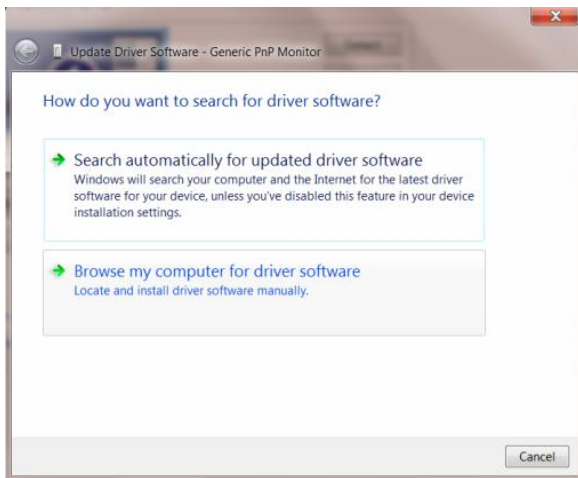 Update Driver Software - Generic PnP Monitor
How do you want to search for driver software?
Search automatically for updated driver software
Windows will search your computer and the Internet for the latest driver
software for your device, unless you've disabled this feature in your device
installation settings.
Browse my computer for driver software
Locate and install driver software manually.
Cancel